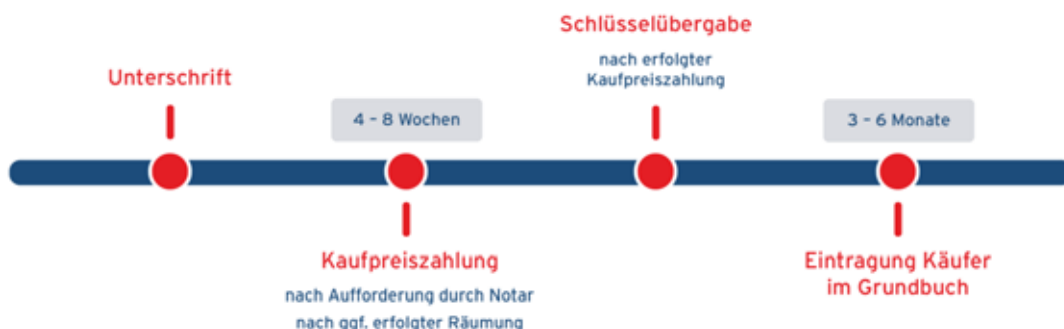 Unterschrift
4 – 8 Wochen
Kaufpreiszahlung
nach Aufforderung durch Notar
nach ggf. erfolgter Räumung
Schlüsselübergabe
nach erfolgter
Kaufpreiszahlung
3 – 6 Monate
Eintragung Käufer
im Grundbuch